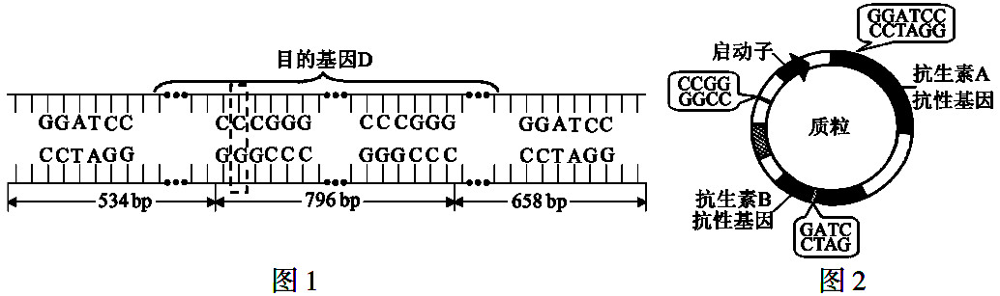 目的基因D
GGATCC CCCGGG CCCGGG GGATCC
CCTAGG GGGCCC GGGCCC CCTAGG
534 bp 796 bp 658 bp
图1
GGATCC
CCTAGG
启动子
CCGG
GGCC
抗生素A
抗性基因
质粒
抗生素B
抗性基因
GATC
CTAG
图2